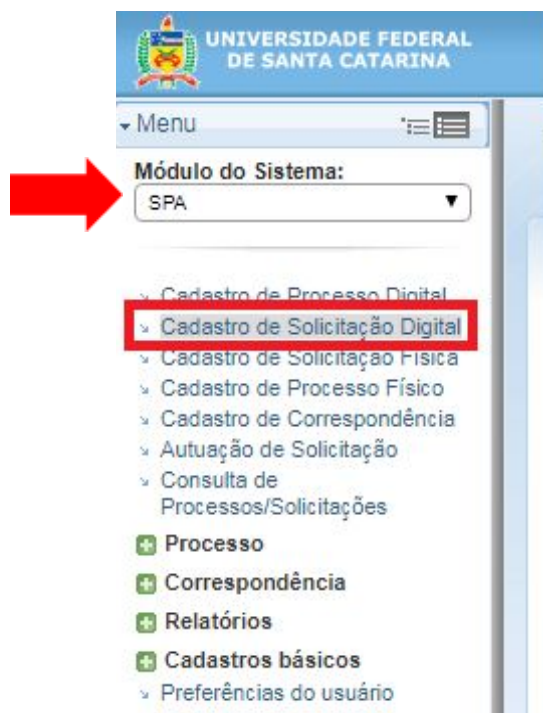 UNIVERSIDADE FEDERAL
DE SANTA CATARINA
Menu
Módulo do Sistema:
SPA
Cadastro de Processo Digital
Cadastro de Solicitação Digital
Cadastro de Solicitação Física
Cadastro de Processo Físico
Cadastro de Correspondência
Autuação de Solicitação
Consulta de
Processos/Solicitações
Processo
Correspondência
Relatórios
Cadastros básicos
Preferências do usuário